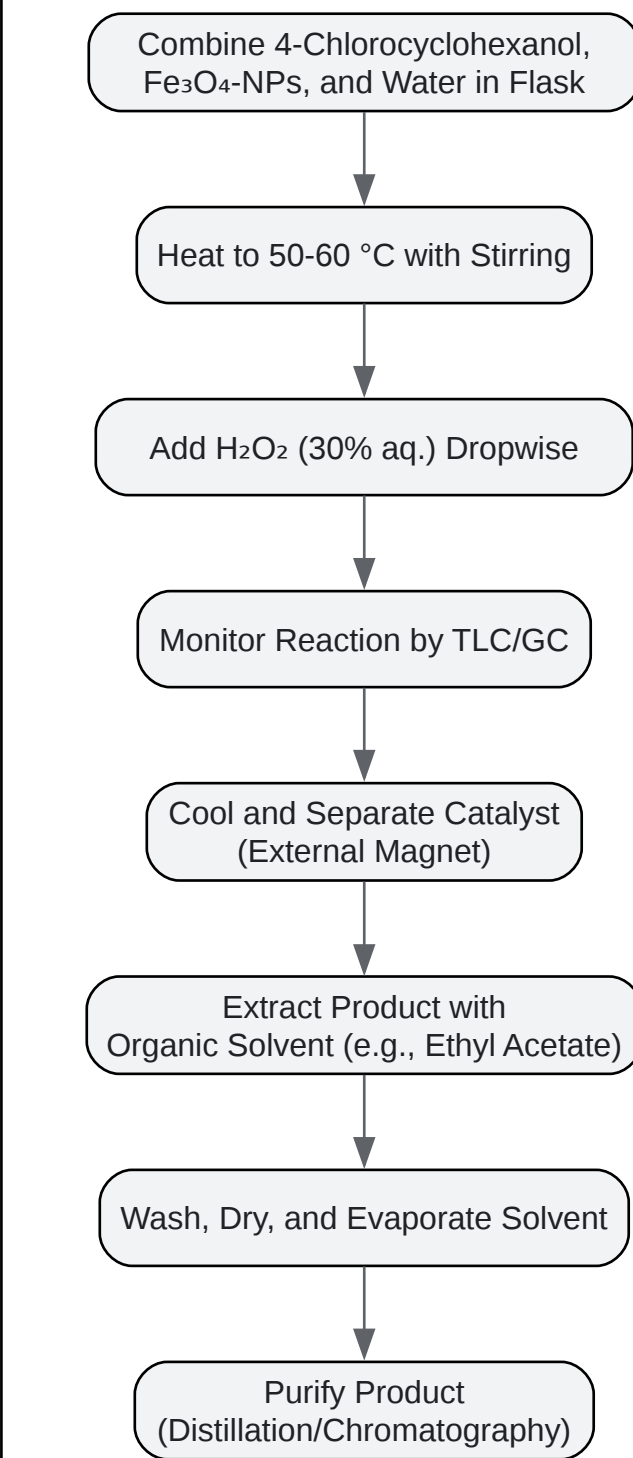 Combine 4-Chlorocyclohexanol,
Fe₃O₄-NPs, and Water in Flask
Heat to 50-60 °C with Stirring
Add H₂O₂ (30% aq.) Dropwise
Monitor Reaction by TLC/GC
Cool and Separate Catalyst
(External Magnet)
Extract Product with
Organic Solvent (e.g., Ethyl Acetate)
Wash, Dry, and Evaporate Solvent
Purify Product
(Distillation/Chromatography)